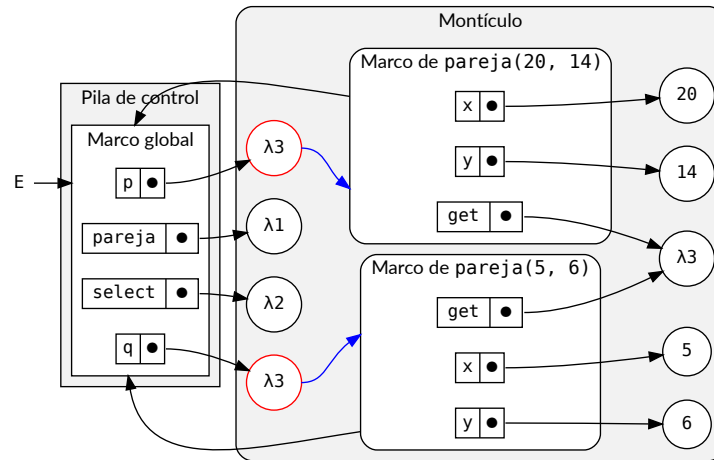 Montículo
Marco de pareja(20, 14)
x
20
y
14
get
λ3
Pila de control
Marco global
E
p
λ3
pareja
λ1
select
λ2
q
λ3
Marco de pareja(5, 6)
get
x
5
y
6